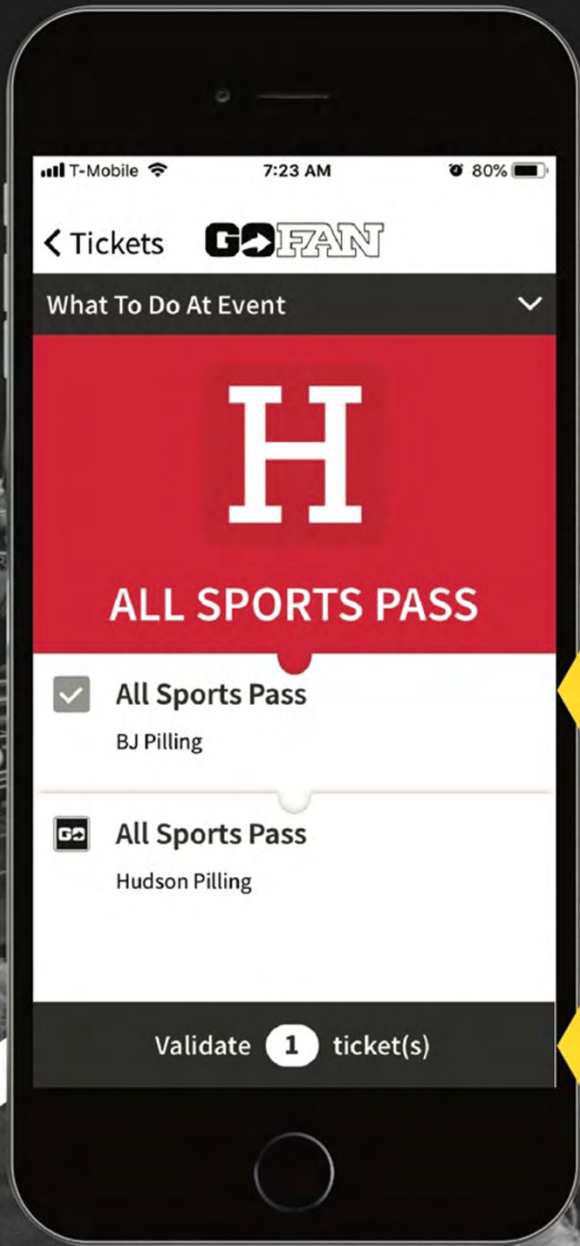 T-Mobile 7:23 AM 80%
Tickets GOFAN
What To Do At Event
H
ALL SPORTS PASS
All Sports Pass
BJ Pilling
GO All Sports Pass
Hudson Pilling
Validate 1 ticket(s)